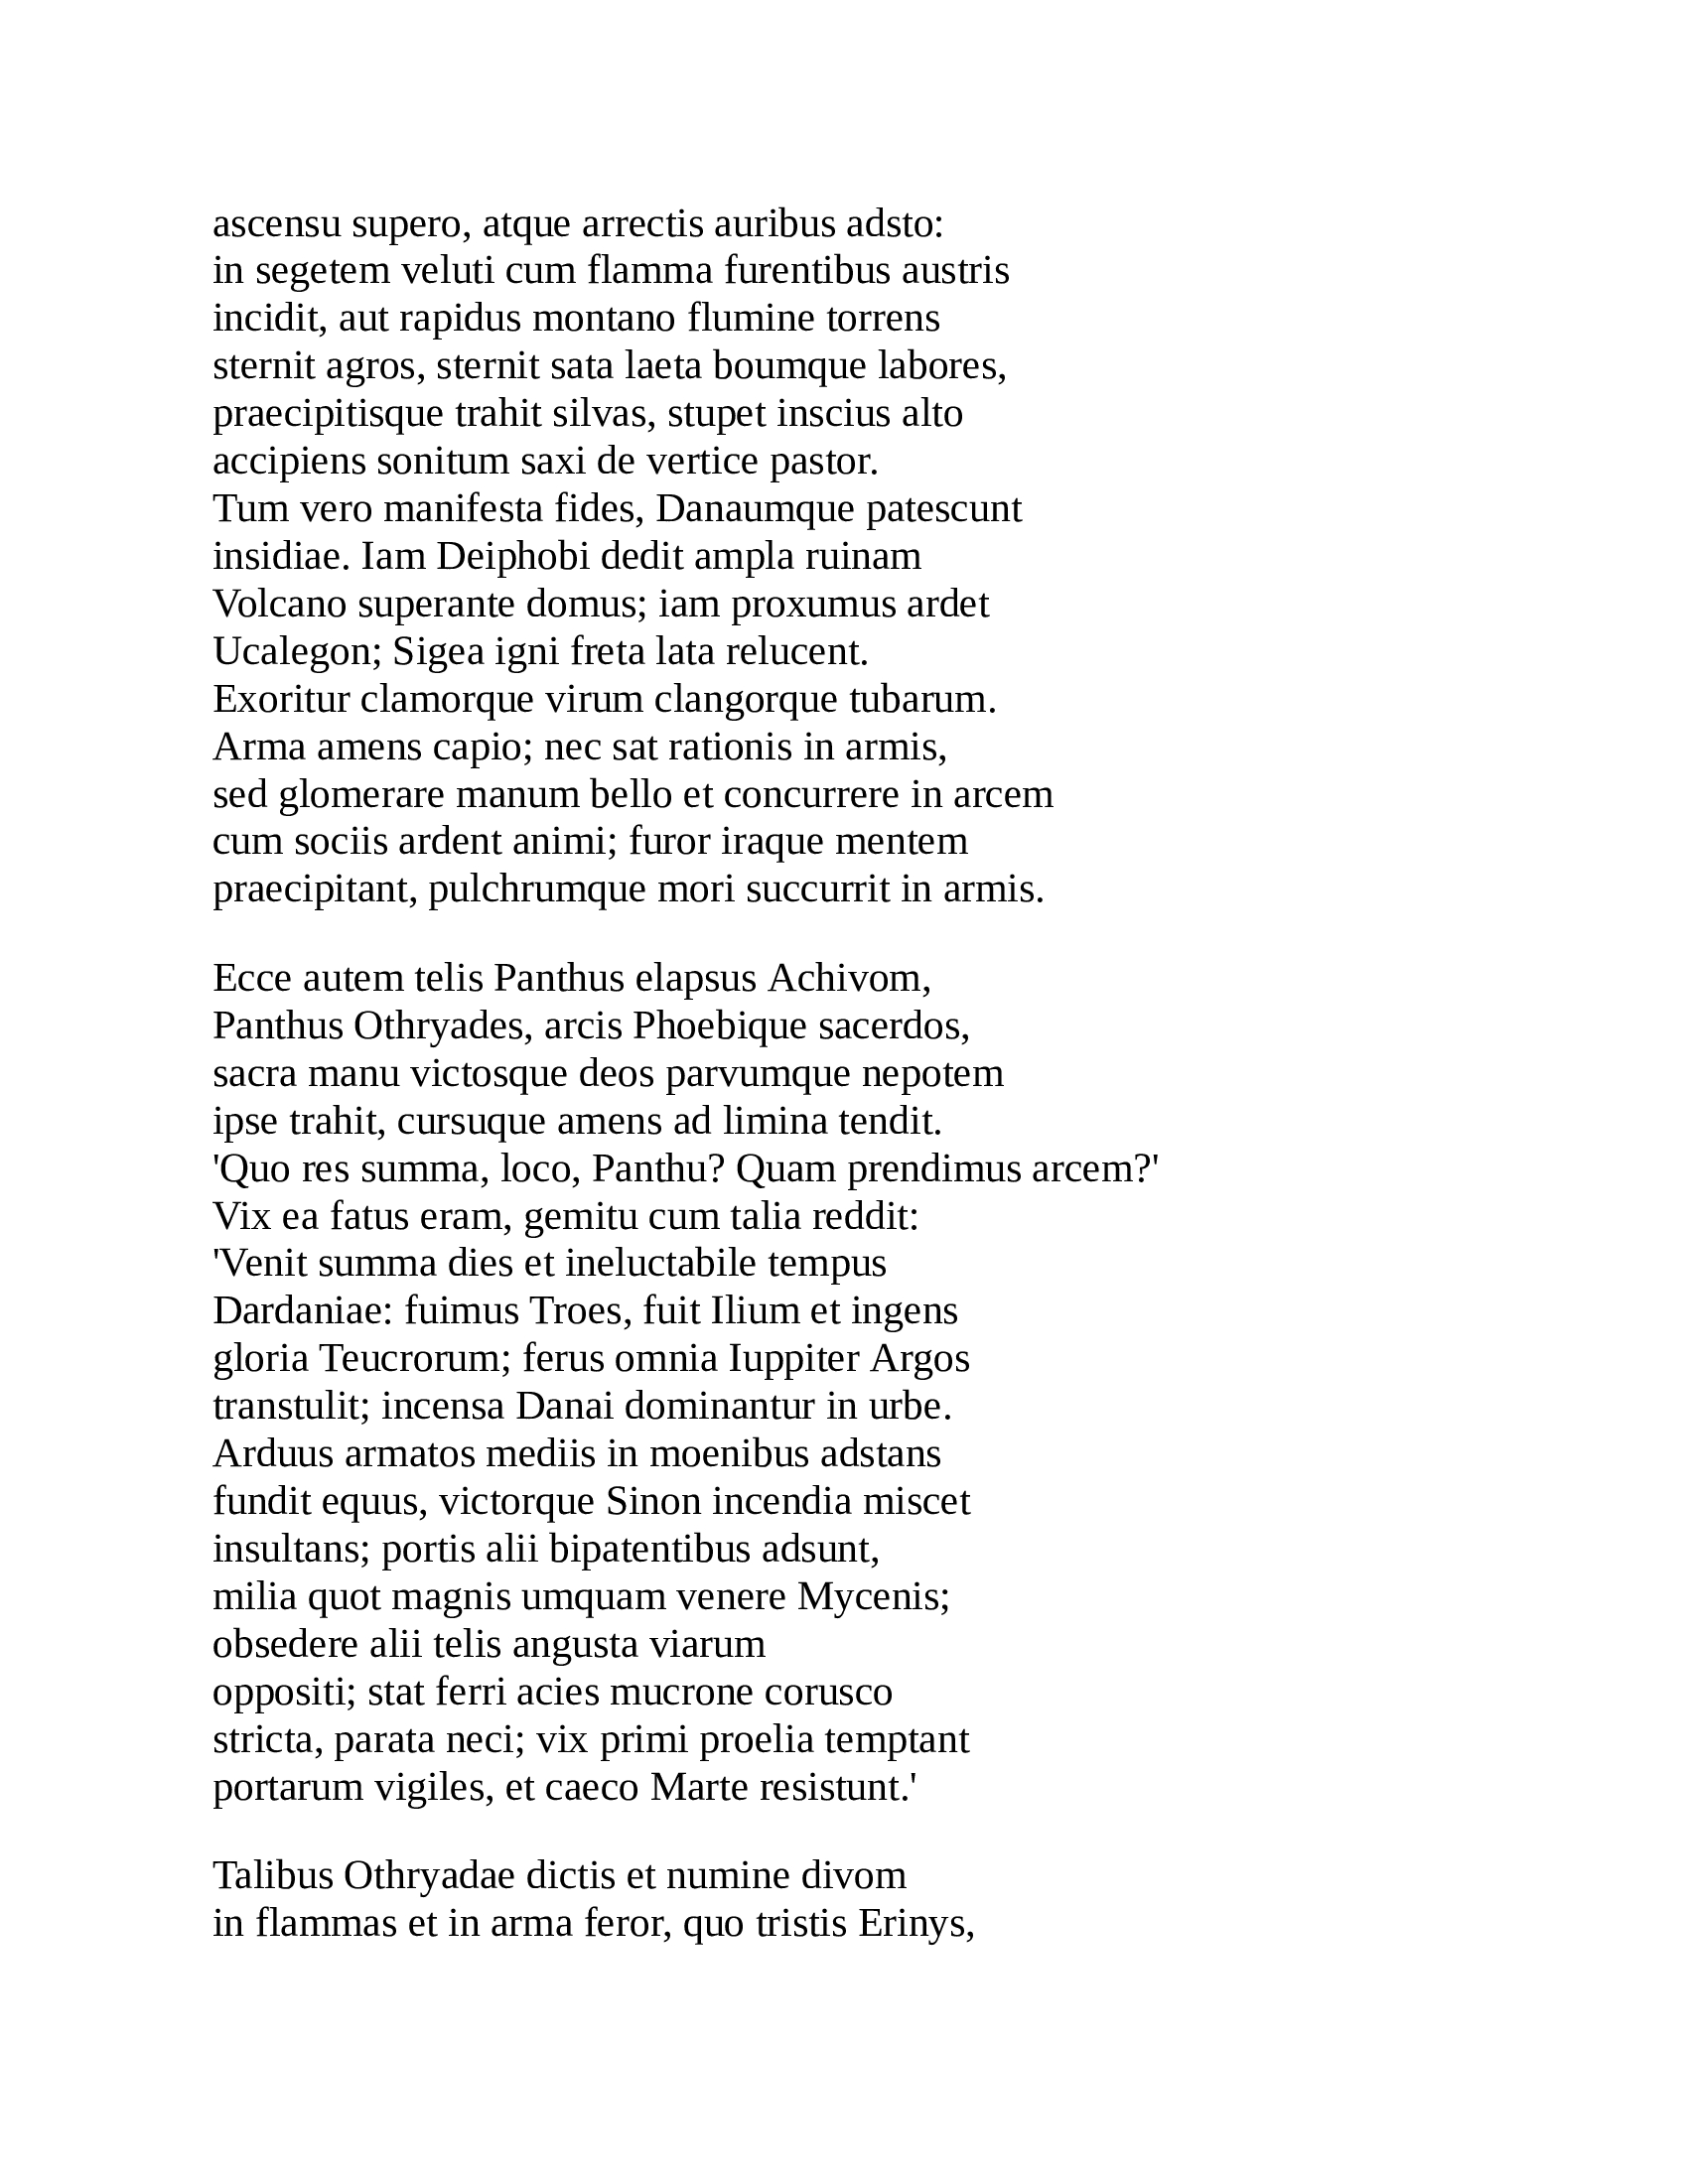 ascensu supero, atque arrectis auribus adsto:
in segetem veluti cum flamma furentibus austris
incidit, aut rapidus montano flumine torrens
sternit agros, sternit sata laeta boumque labores,
praecipitisque trahit silvas, stupet inscius alto
accipiens sonitum saxi de vertice pastor.
Tum vero manifesta fides, Danaumque patescunt
insidiae. Iam Deiphobi dedit ampla ruinam
Volcano superante domus; iam proxumus ardet
Ucalegon; Sigea igni freta lata relucent.
Exoritur clamorque virum clangorque tubarum.
Arma amens capio; nec sat rationis in armis,
sed glomerare manum bello et concurrere in arcem
cum sociis ardent animi; furor iraque mentem
praecipitant, pulchrumque mori succurrit in armis.

Ecce autem telis Panthus elapsus Achivom,
Panthus Othryades, arcis Phoebique sacerdos,
sacra manu victosque deos parvumque nepotem
ipse trahit, cursuque amens ad limina tendit.
'Quo res summa, loco, Panthu? Quam prendimus arcem?'
Vix ea fatus eram, gemitu cum talia reddit:
'Venit summa dies et ineluctabile tempus
Dardaniae: fuimus Troes, fuit Ilium et ingens
gloria Teucrorum; ferus omnia Iuppiter Argos
transtulit; incensa Danai dominantur in urbe.
Arduus armatos mediis in moenibus adstans
fundit equus, victorque Sinon incendia miscet
insultans; portis alii bipatentibus adsunt,
milia quot magnis umquam venere Mycenis;
obsedere alii telis angusta viarum
oppositi; stat ferri acies mucrone corusco
stricta, parata neci; vix primi proelia temptant
portarum vigiles, et caeco Marte resistunt.'

Talibus Othryadae dictis et numine divom
in flammas et in arma feror, quo tristis Erinys,